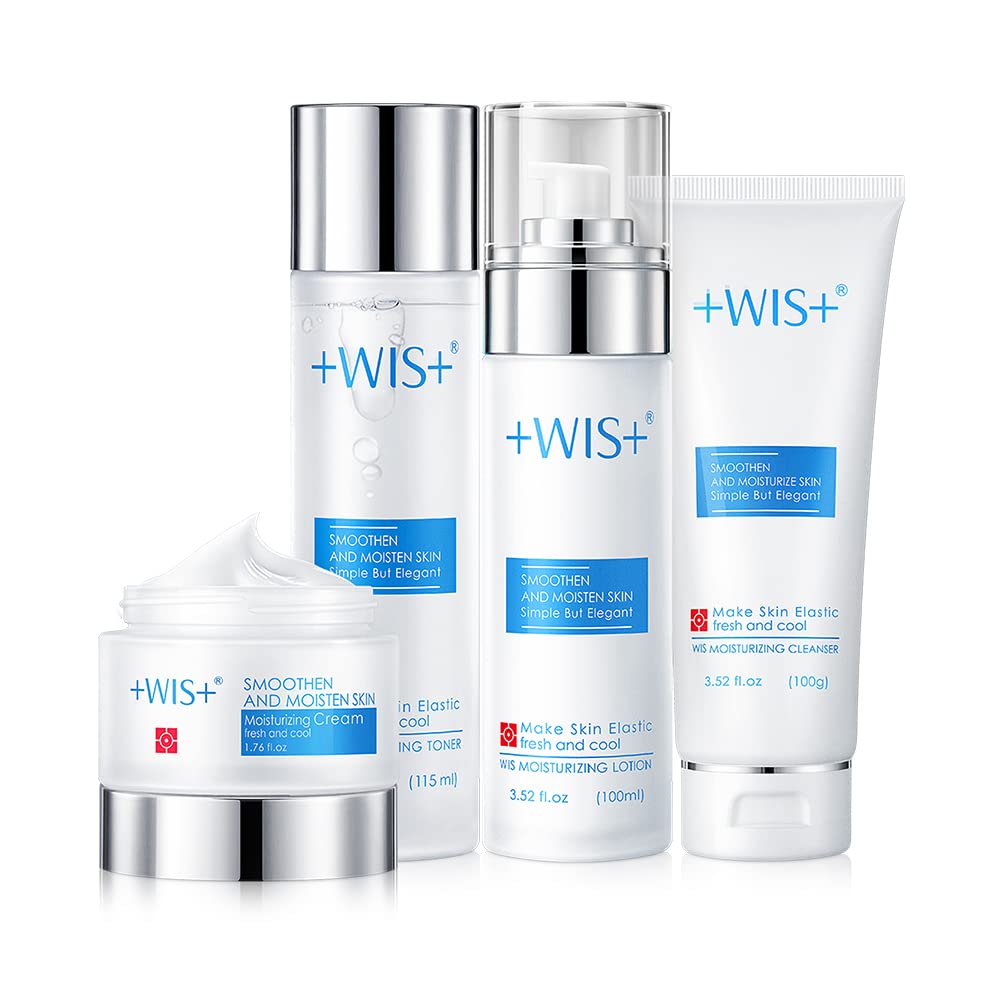 +WIS+®
SMOOTHEN
AND MOISTEN SKIN
Simple But Elegant
in Elastic
cool
ING TONER
(115 ml)
+WIS+®
SMOOTHEN
AND MOISTEN SKIN
Simple But Elegant
Make Skin Elastic
fresh and cool
WIS MOISTURIZING LOTION
3.52 fl.oz (100ml)
+WIS+®
SMOOTHEN
AND MOISTURIZE SKIN
Simple But Elegant
Make Skin Elastic
fresh and cool
WIS MOISTURIZING CLEANSER
3.52 fl.oz (100g)
+WIS+®
SMOOTHEN
AND MOISTEN SKIN
Moisturizing Cream
fresh and cool
1.76 fl.oz